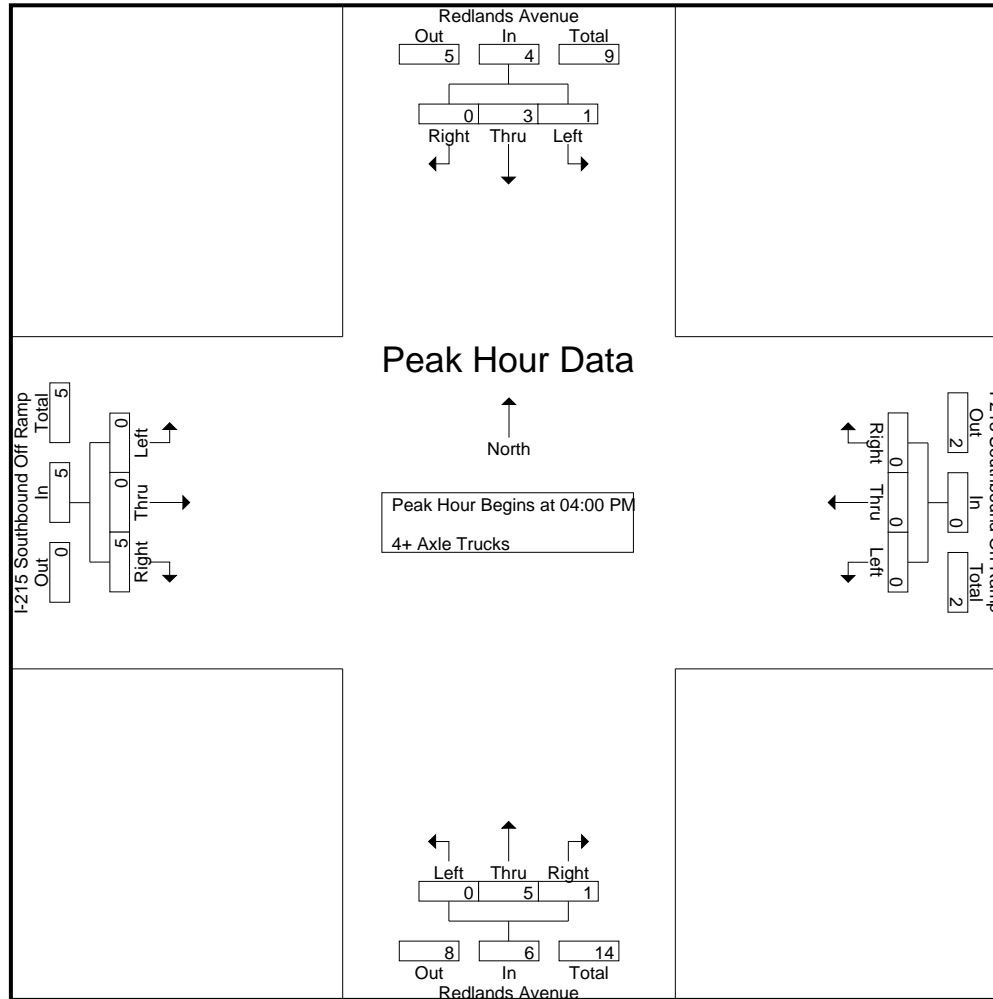 Redlands Avenue
Out In Total
5 4 9
0 3 1
Right Thru Left
Peak Hour Data
North
Peak Hour Begins at 04:00 PM
4+ Axle Trucks
I-215 Southbound Off Ramp
Total In Out
5 5 0
0 0 5
Left Thru Right
Right Thru Left
0 0 0
Out In Total
2 0 2
Left Thru Right
0 5 1
8 6 14
Out In Total
Redlands Avenue